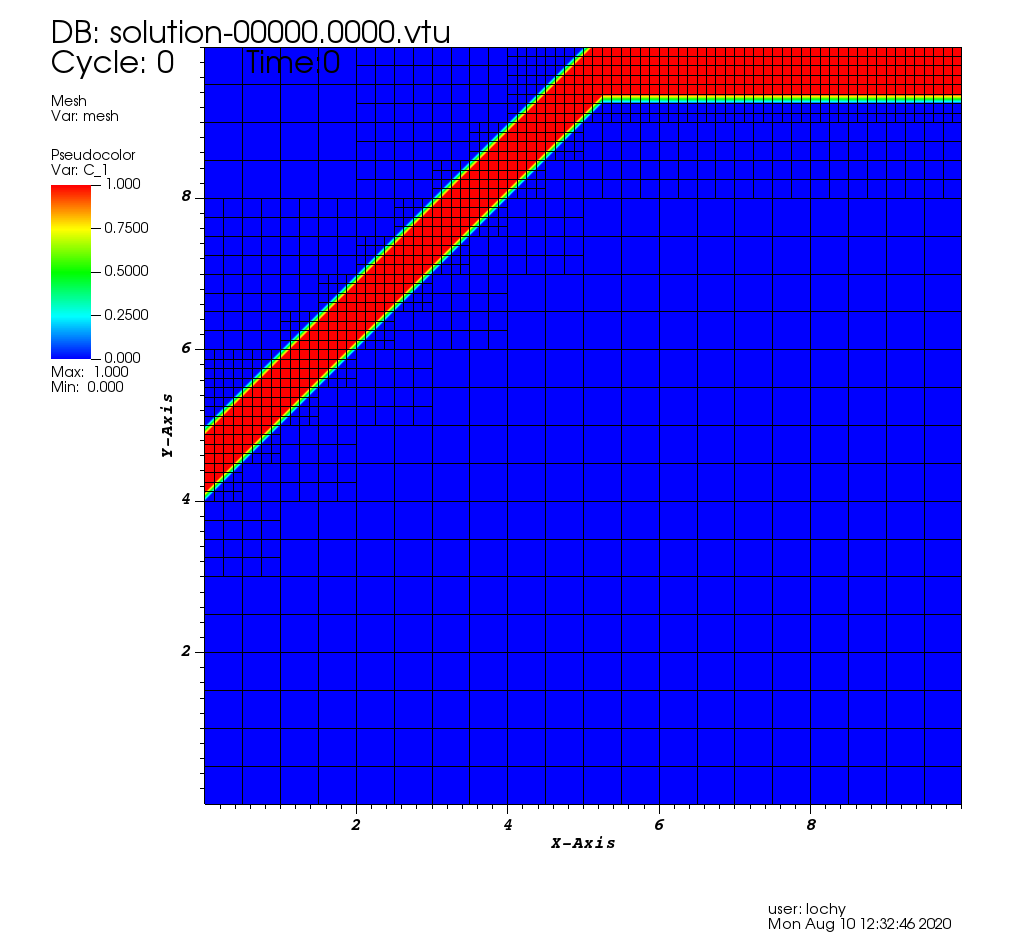 DB: solution-00000.0000.vtu
Cycle: 0 Time:0
Mesh
Var: mesh
Pseudocolor
Var: C_1
1.000
0.7500
0.5000
0.2500
0.000
Max: 1.000
Min: 0.000
Y-Axis
8
6
4
2
2 4 6 8
X-Axis
user: lochy
Mon Aug 10 12:32:46 2020